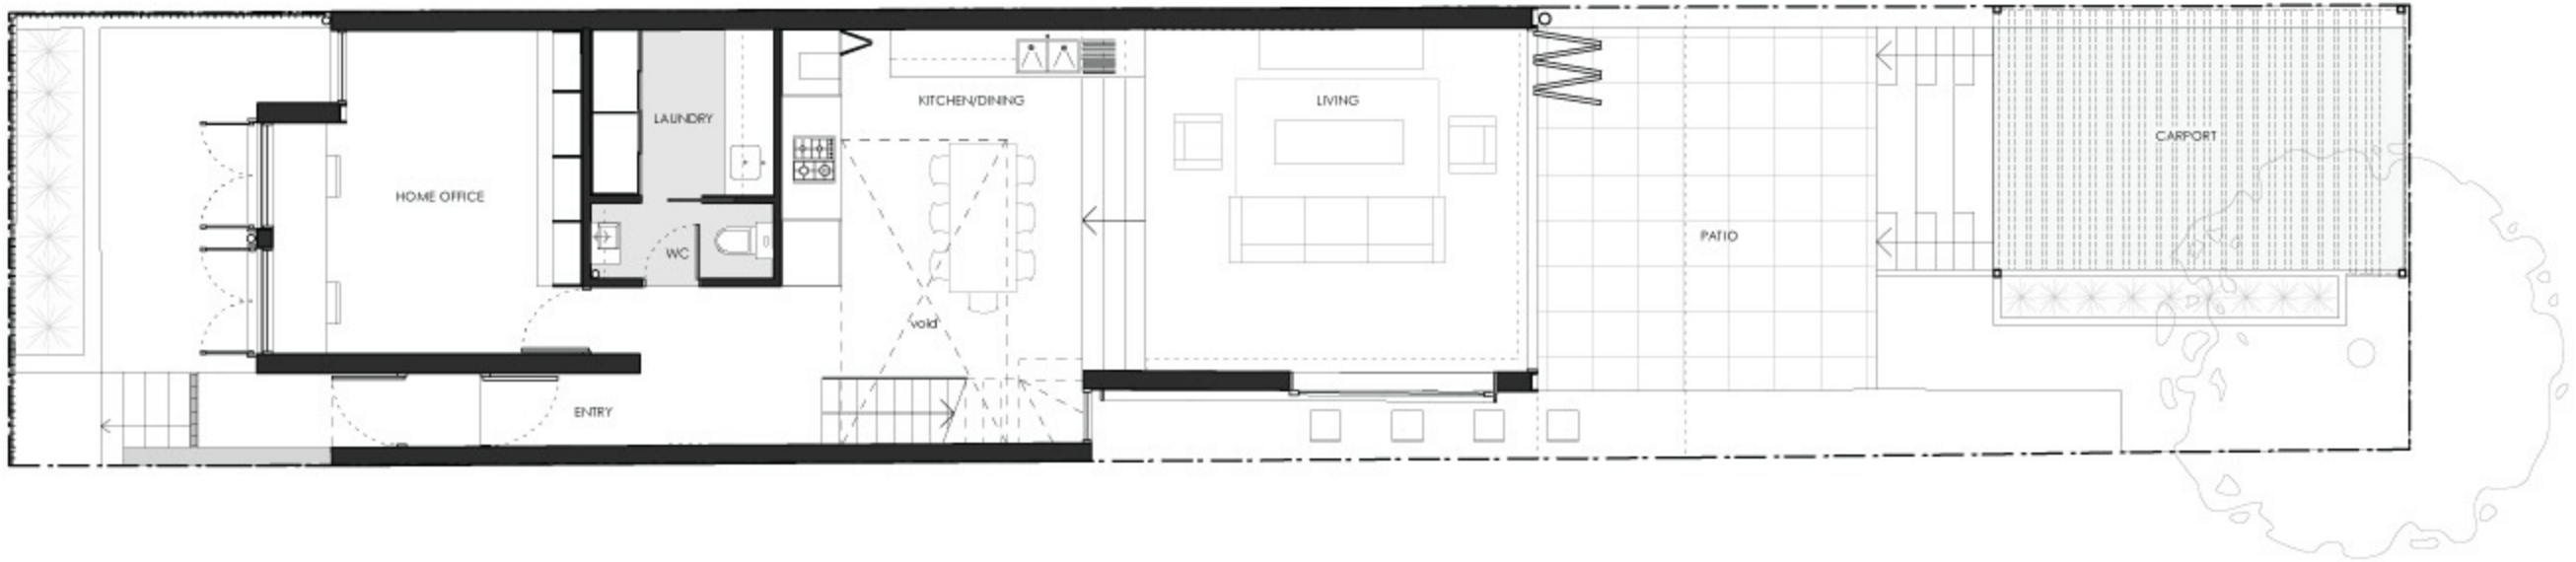 HOME OFFICE
LAUNDRY
WC
KITCHEN/DINING
void
ENTRY
LIVING
PATIO
CARPORT